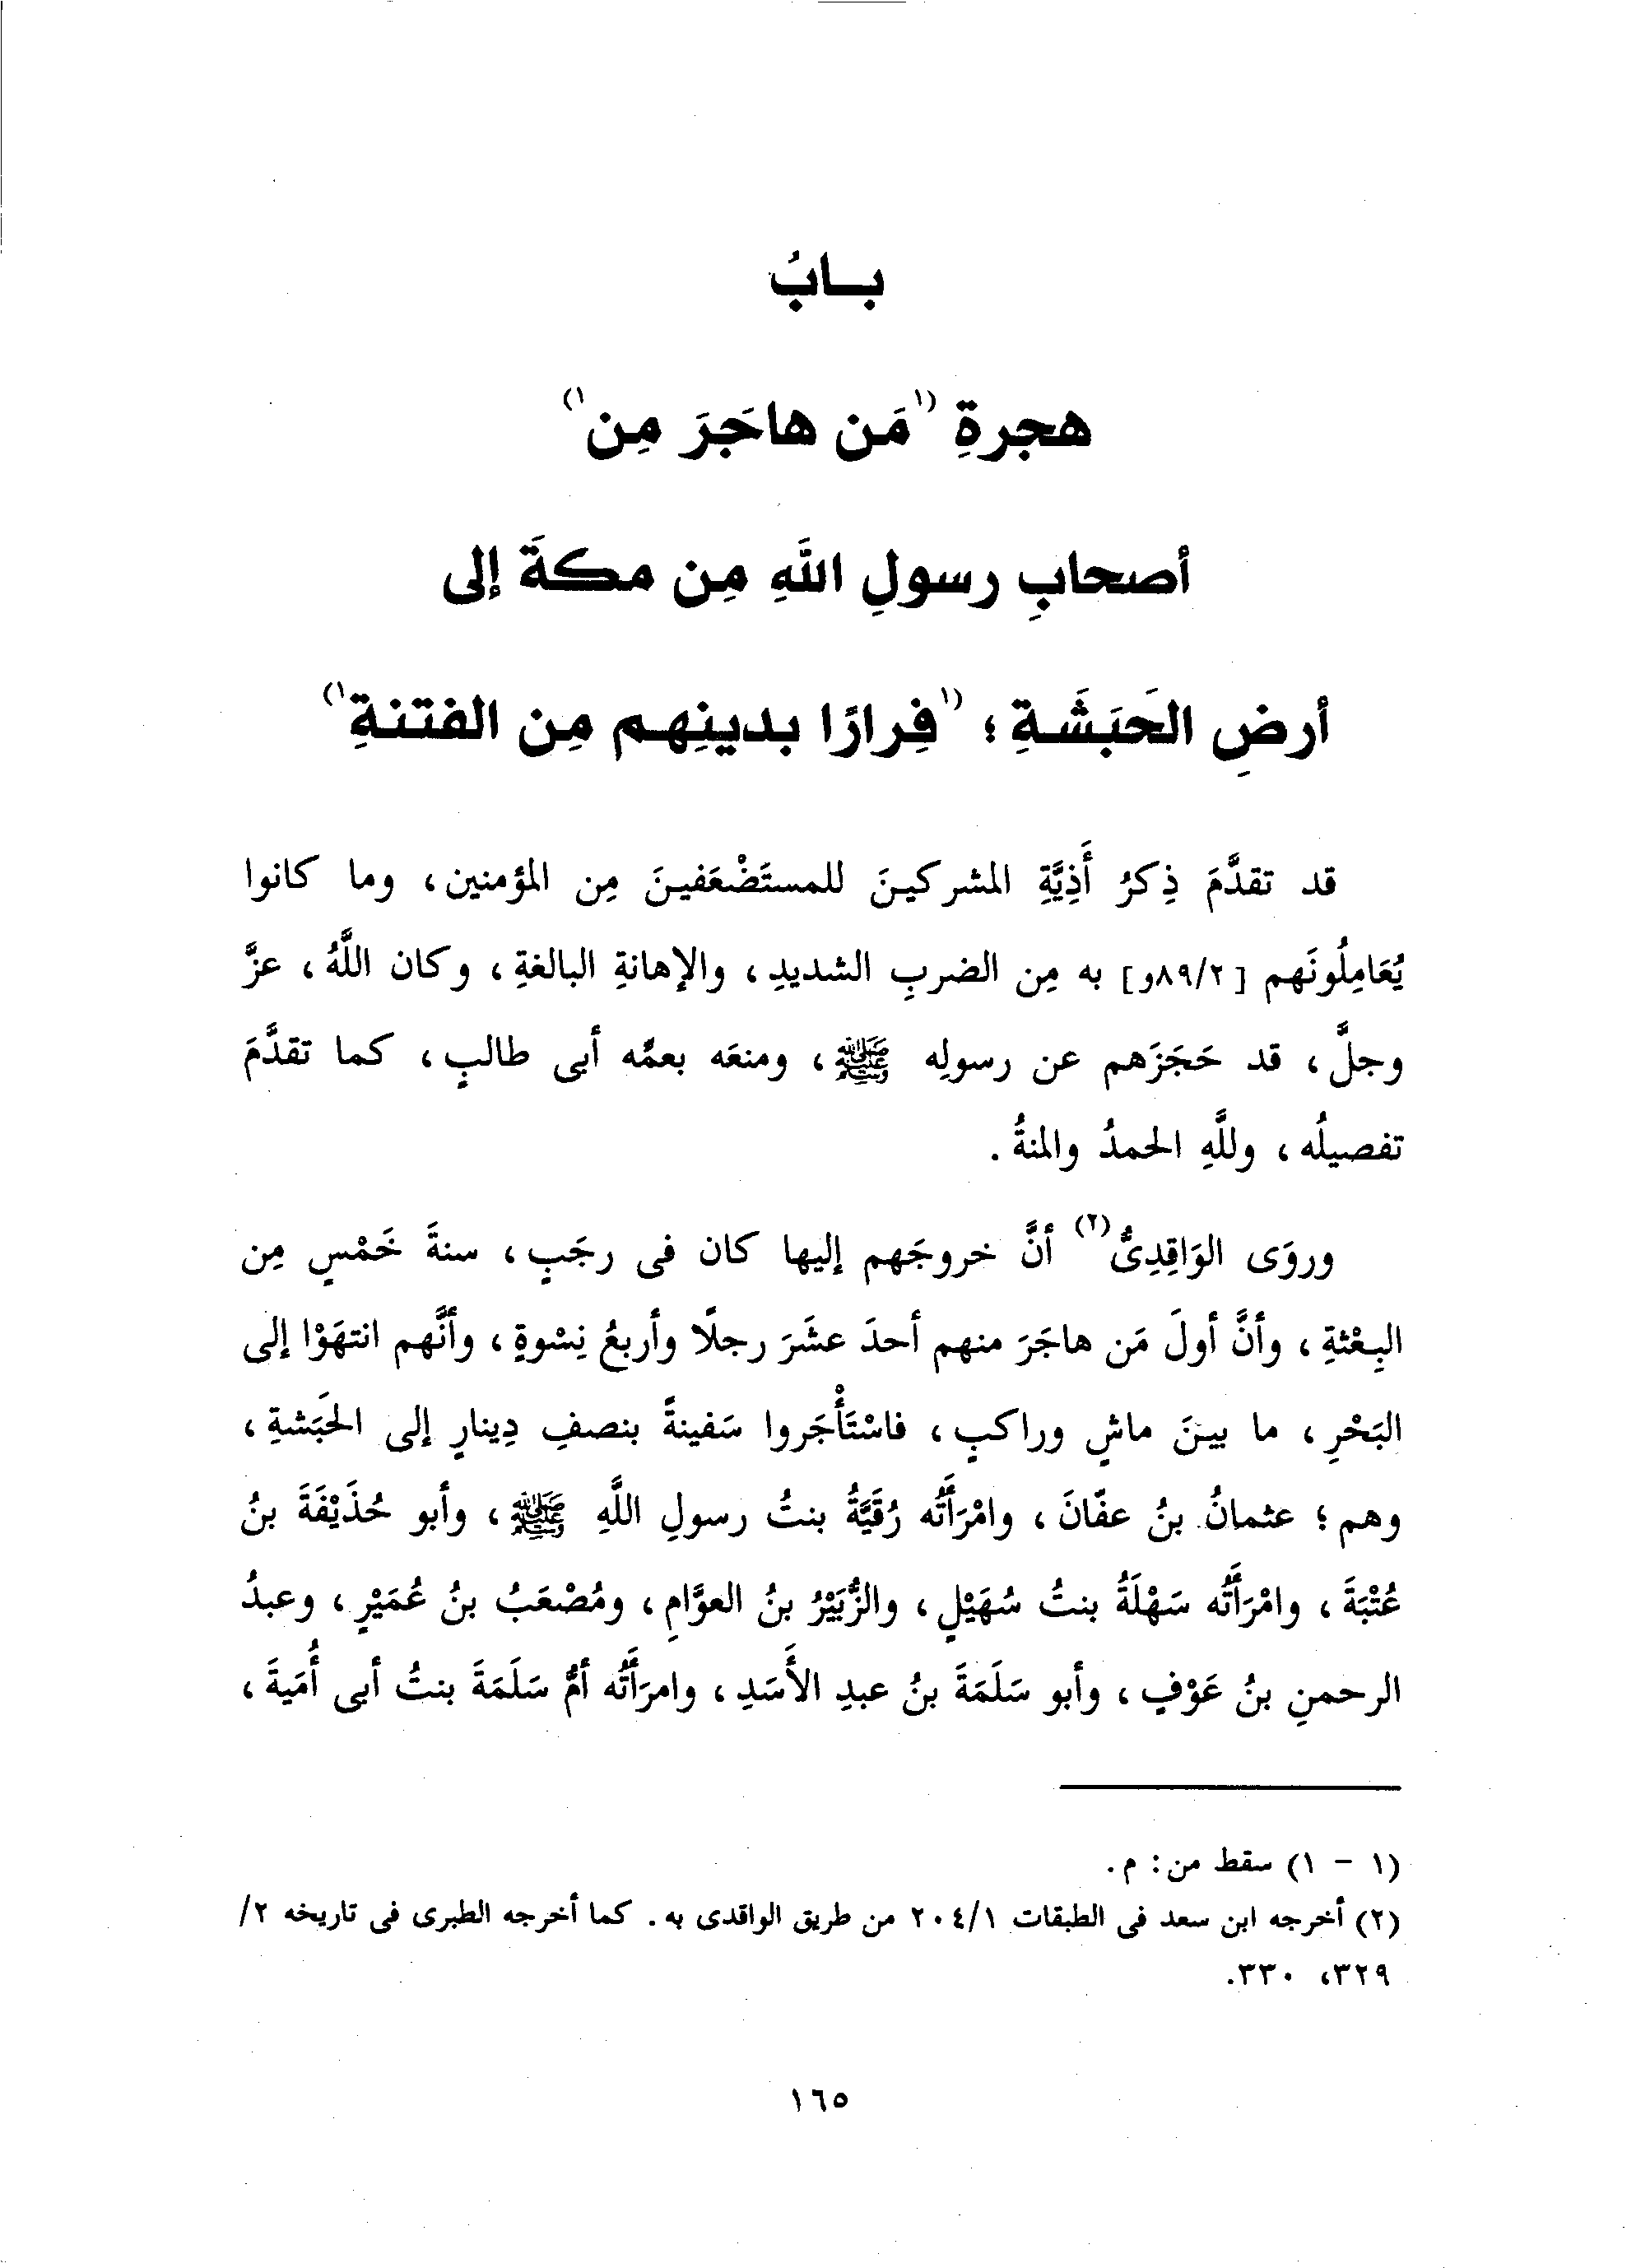 بـابُ
هجرةِ (١مَن هاجَرَ مِن١)
أصحابِ رسولِ اللَّهِ مِن مكةَ إلى
أرضِ الحَبَشَةِ ؛ (١فِرارًا بدينِهم مِن الفتنةِ١)
قد تقدَّمَ ذِكرُ أَذِيَّةِ المشركينَ للمستَضْعَفينَ مِن المؤمنين، وما كانوا
يُعَامِلُونَهم [٨٩/٢و] به مِن الضربِ الشديدِ، والإهانةِ البالغةِ، وكان اللَّهُ، عزَّ
وجلَّ، قد حَجَزَهم عن رسولِه ﷺ، ومنعَه بعمِّه أبى طالبٍ، كما تقدَّمَ
تفصيلُه، وللَّهِ الحمدُ والمنةُ.
وروَى الوَاقِدِىُّ(٢) أنَّ خروجَهم إليها كان فى رجَبٍ، سنةَ خَمْسٍ مِن
البِعْثةِ، وأنَّ أولَ مَن هاجَرَ منهم أحدَ عشَرَ رجلًا وأربعُ نِسْوةٍ، وأنَّهم انتهَوْا إلى
البَحْرِ، ما بينَ ماشٍ وراكبٍ، فاسْتَأْجَروا سَفينةً بنصفِ دِينارٍ إلى الحَبَشةِ،
وهم؛ عثمانُ بنُ عفّانَ، وامْرَأَتُه رُقَيَّةُ بنتُ رسولِ اللَّهِ ﷺ، وأبو حُذَيْفَةَ بنُ
عُتْبَةَ، وامْرَأَتُه سَهْلَةُ بنتُ سُهَيْلٍ، والزُّبَيْرُ بنُ العوَّامِ، ومُصْعَبُ بنُ عُمَيْرٍ، وعبدُ
الرحمنِ بنُ عَوْفٍ، وأبو سَلَمَةَ بنُ عبدِ الأَسَدِ، وامرَأَتُه أمُّ سَلَمَةَ بنتُ أبى أُمَيةَ،
(١ - ١) سقط من: م.
(٢) أخرجه ابن سعد فى الطبقات ٢٠٤/١ من طريق الواقدى به. كما أخرجه الطبرى فى تاريخه ٢/
٣٢٩، ٣٣٠.
١٦٥